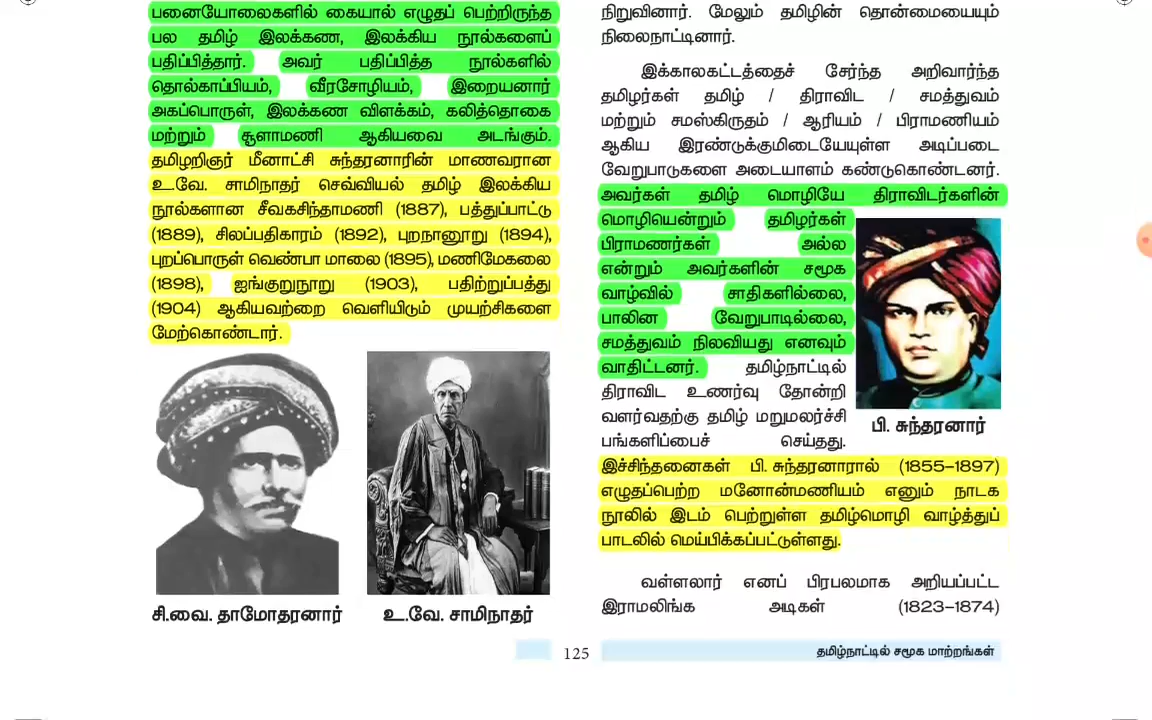 பனையோலைகளில் கையால் எழுதப் பெற்றிருந்த
பல தமிழ் இலக்கண, இலக்கிய நூல்களைப்
பதிப்பித்தார். அவர் பதிப்பித்த நூல்களில்
தொல்காப்பியம், வீரசோழியம், இறையனார்
அகப்பொருள், இலக்கண விளக்கம், கலித்தொகை
மற்றும் சூளாமணி ஆகியவை அடங்கும்.
தமிழறிஞர் மீனாட்சி சுந்தரனாரின் மாணவரான
உ.வே. சாமிநாதர் செவ்வியல் தமிழ் இலக்கிய
நூல்களான சீவகசிந்தாமணி (1887), பத்துப்பாட்டு
(1889), சிலப்பதிகாரம் (1892), புறநானூறு (1894),
புறப்பொருள் வெண்பா மாலை (1895), மணிமேகலை
(1898), ஐங்குறுநூறு (1903), பதிற்றுப்பத்து
(1904) ஆகியவற்றை வெளியிடும் முயற்சிகளை
மேற்கொண்டார்.
சி.வை. தாமோதரனார்
உ.வே. சாமிநாதர்
நிறுவினார். மேலும் தமிழின் தொன்மையையும்
நிலைநாட்டினார்.
இக்காலகட்டத்தைச் சேர்ந்த அறிவார்ந்த
தமிழர்கள் தமிழ் / திராவிட / சமத்துவம்
மற்றும் சமஸ்கிருதம் / ஆரியம் / பிராமணியம்
ஆகிய இரண்டுக்குமிடையேயுள்ள அடிப்படை
வேறுபாடுகளை அடையாளம் கண்டுகொண்டனர்.
அவர்கள் தமிழ் மொழியே திராவிடர்களின்
மொழியென்றும் தமிழர்கள்
பிராமணர்கள் அல்ல
என்றும் அவர்களின் சமூக
வாழ்வில் சாதிகளில்லை,
பாலின வேறுபாடில்லை,
சமத்துவம் நிலவியது எனவும்
வாதிட்டனர். தமிழ்நாட்டில்
திராவிட உணர்வு தோன்றி
வளர்வதற்கு தமிழ் மறுமலர்ச்சி
பங்களிப்பைச் செய்தது.
பி. சுந்தரனார்
இச்சிந்தனைகள் பி. சுந்தரனாரால் (1855–1897)
எழுதப்பெற்ற மனோன்மணியம் எனும் நாடக
நூலில் இடம் பெற்றுள்ள தமிழ்மொழி வாழ்த்துப்
பாடலில் மெய்பிக்கப்பட்டுள்ளது.
வள்ளலார் எனப் பிரபலமாக அறியப்பட்ட
இராமலிங்க அடிகள் (1823–1874)
125
தமிழ்நாட்டில் சமூக மாற்றங்கள்